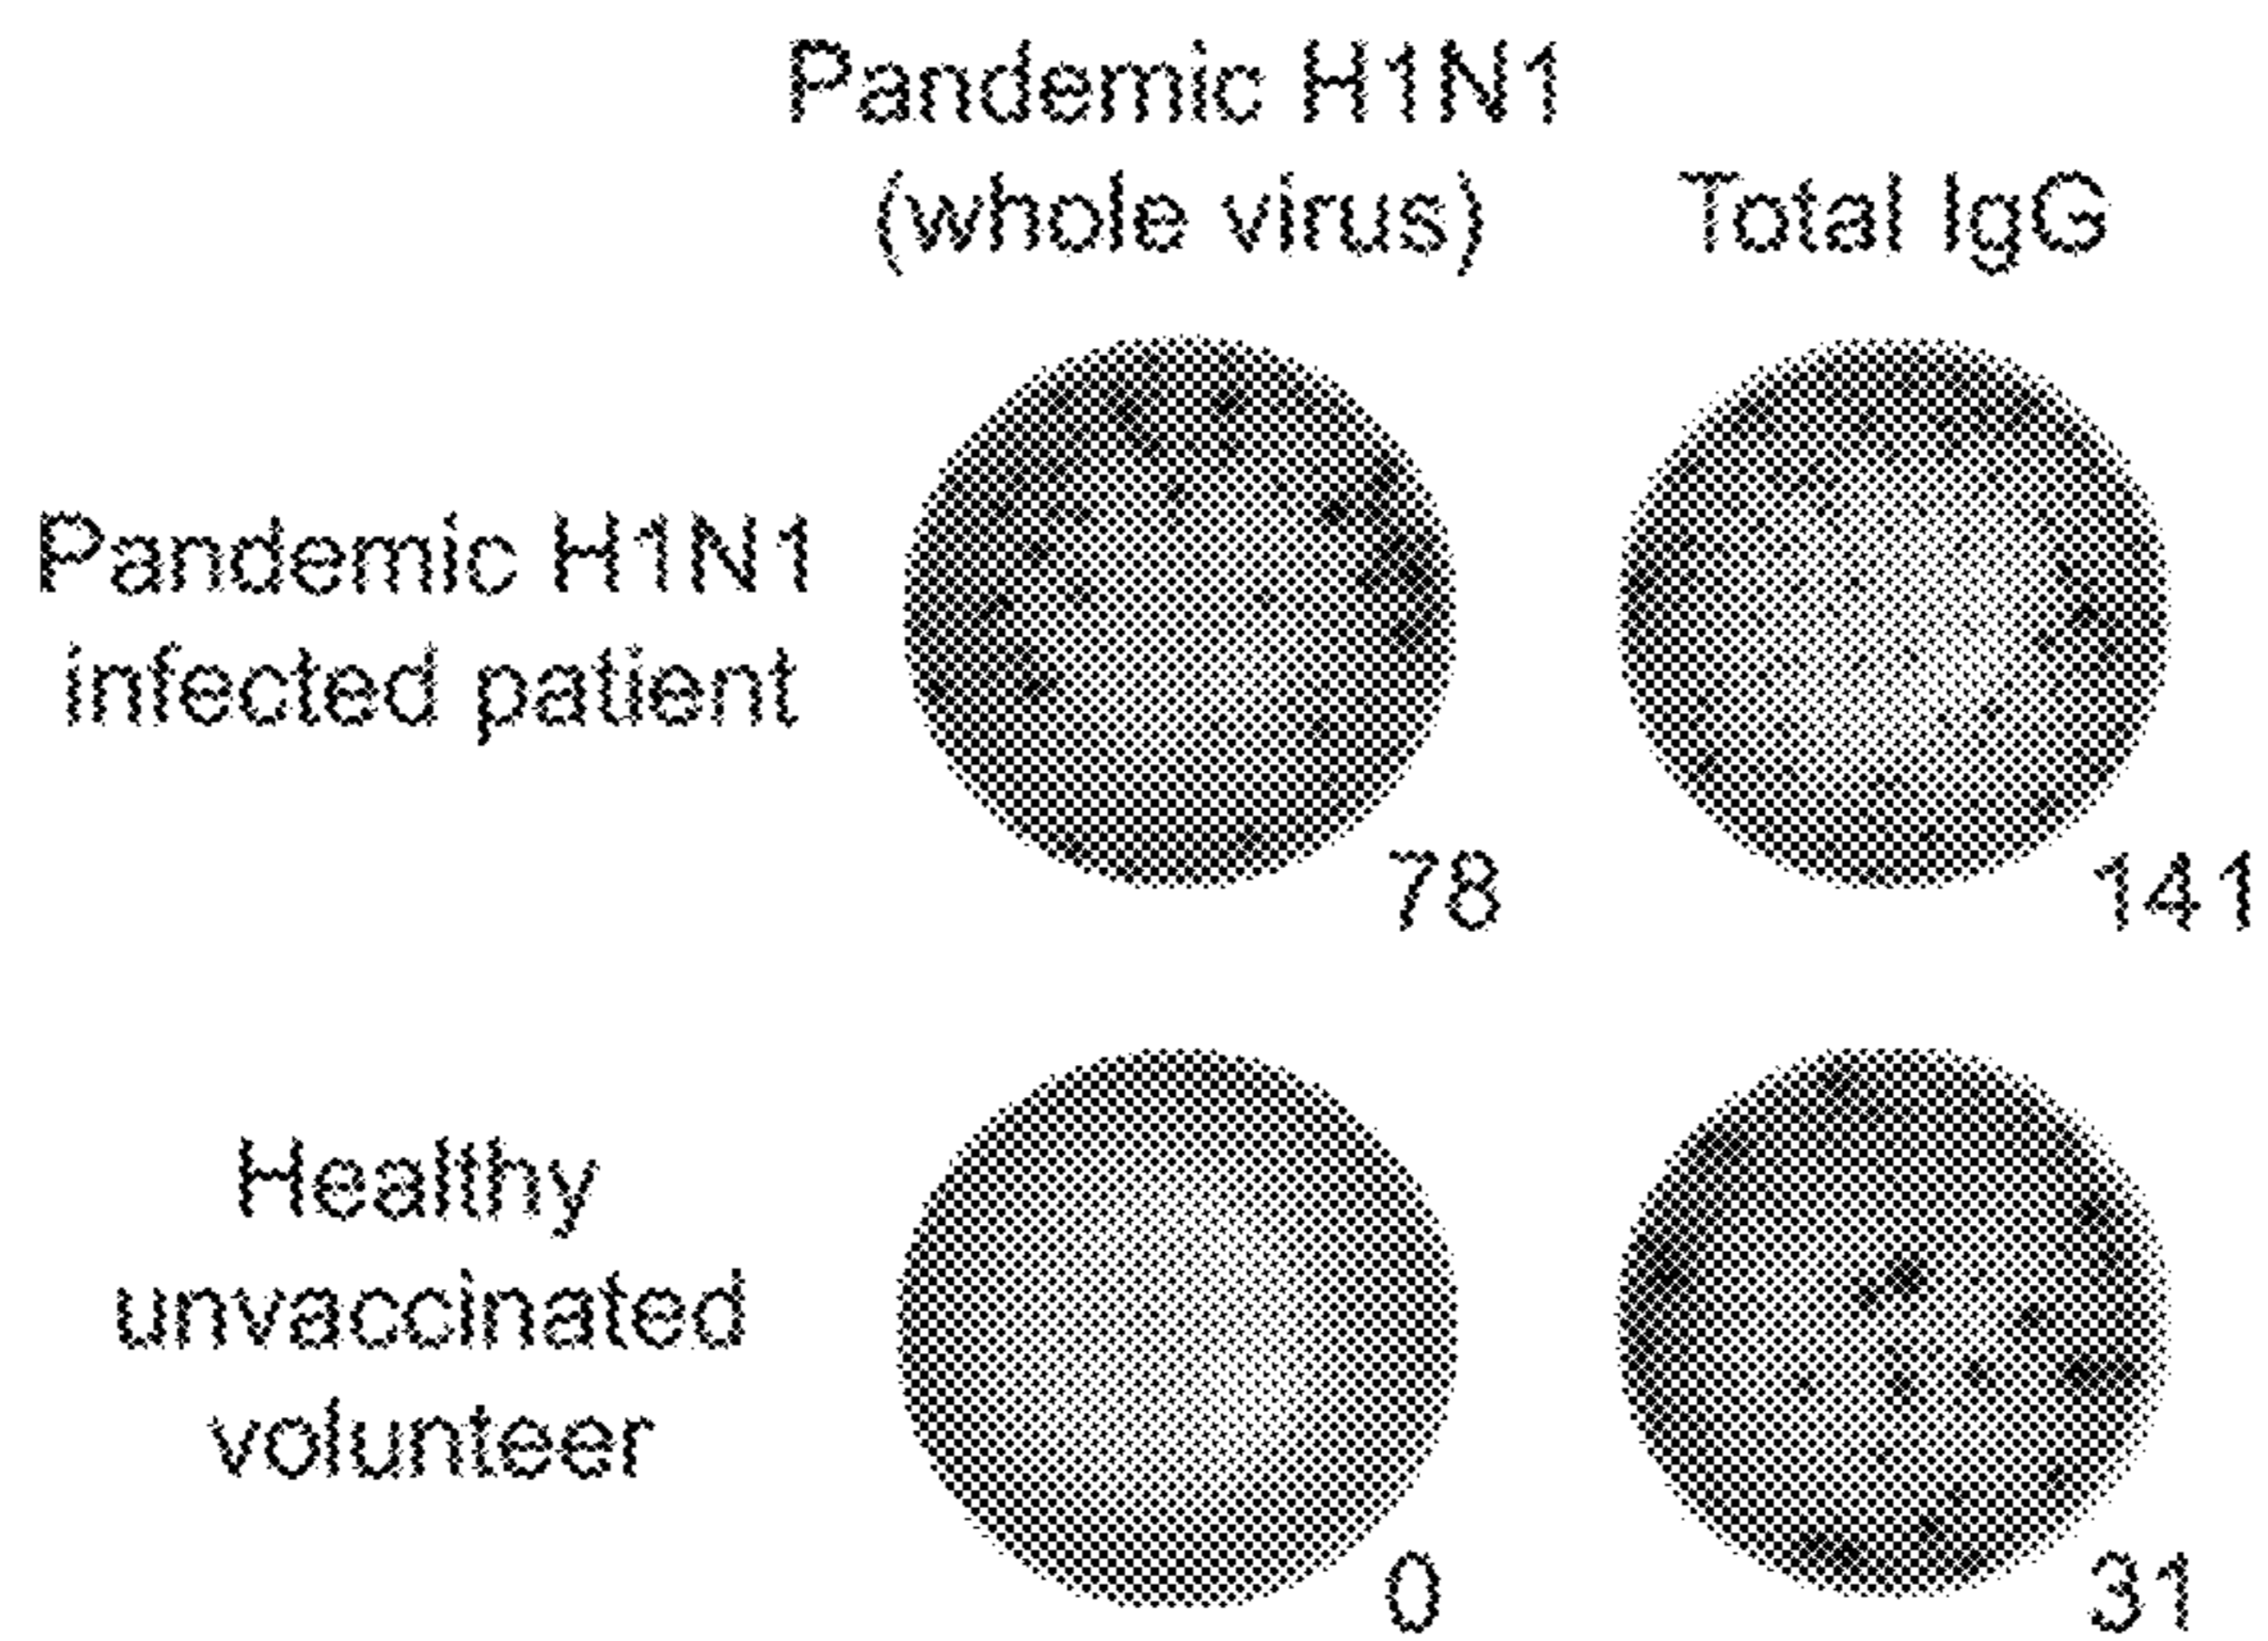 Pandemic H1N1
(whole virus)
Total IgG
Pandemic H1N1
infected patient
78
141
Healthy
unvaccinated
volunteer
0
31